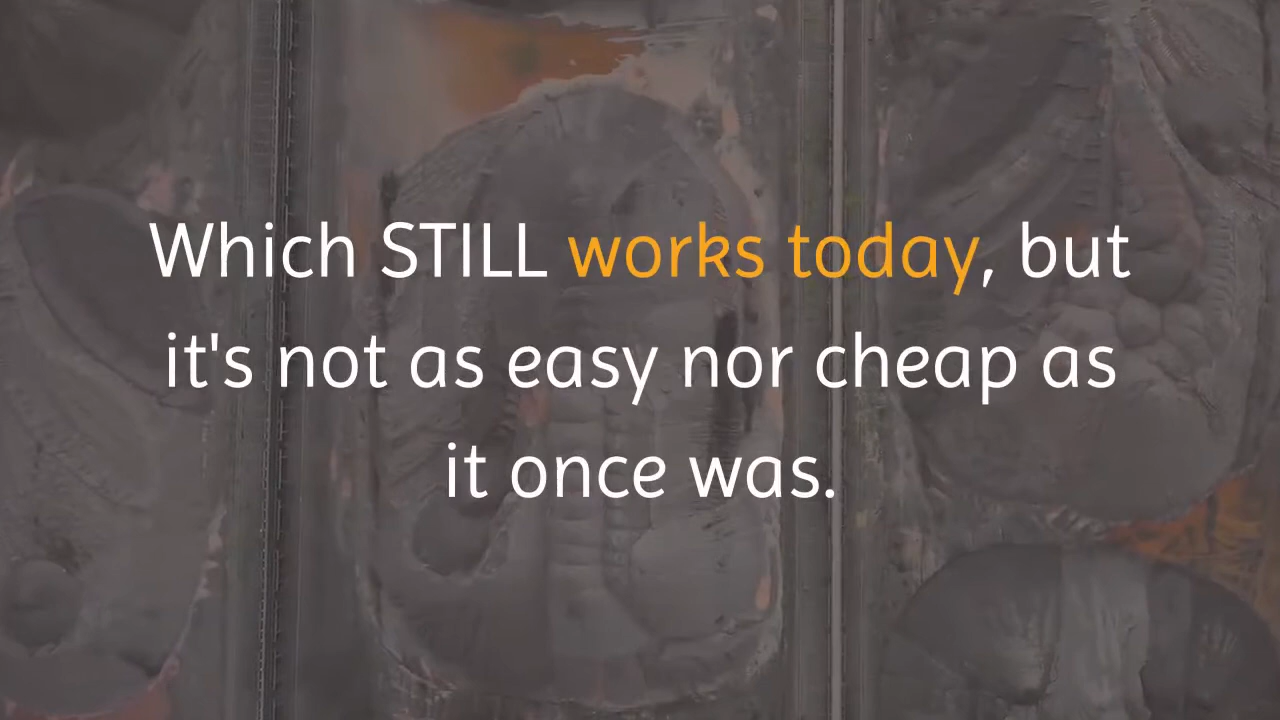 Which STILL works today, but
it's not as easy nor cheap as
it once was.